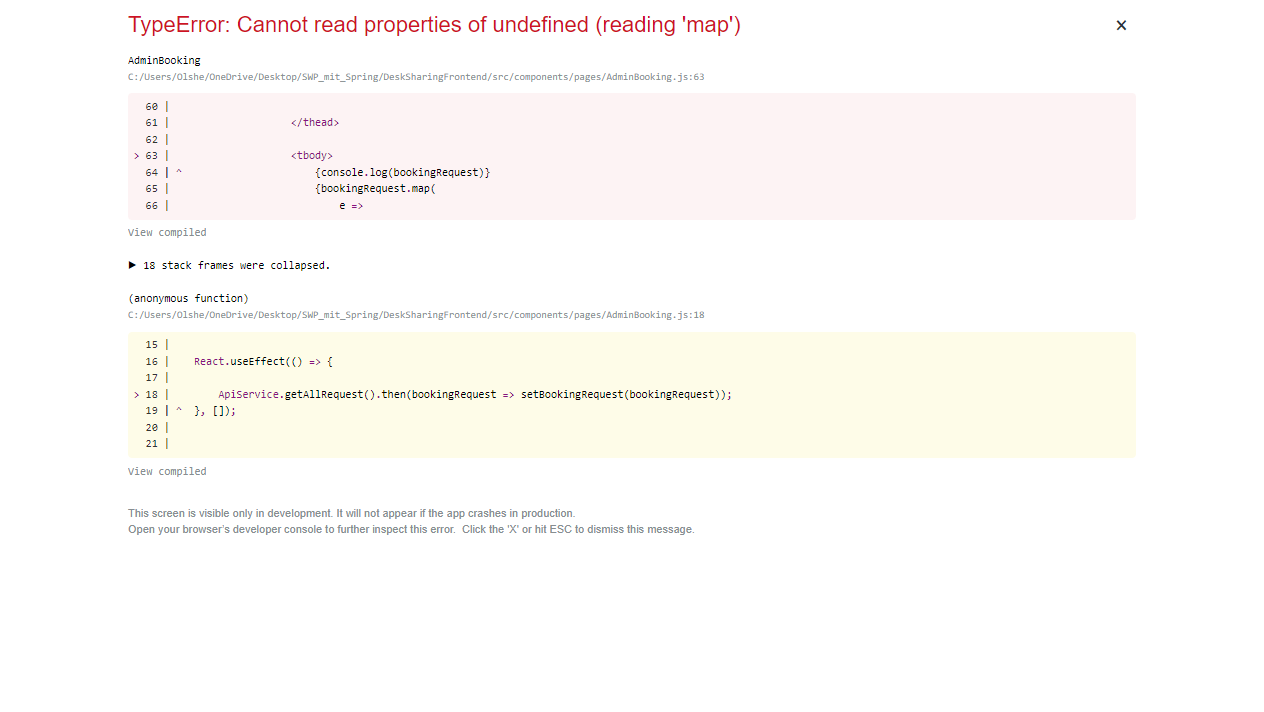 TypeError: Cannot read properties of undefined (reading 'map')
×
AdminBooking
C:/Users/Olshe/OneDrive/Desktop/SWP_mit_Spring/DeskSharingFrontend/src/components/pages/AdminBooking.js:63
60 |
61 | </thead>
62 |
> 63 | <tbody>
64 | ^ {console.log(bookingRequest)}
65 | {bookingRequest.map(
66 | e =>
View compiled
▶ 18 stack frames were collapsed.
(anonymous function)
C:/Users/Olshe/OneDrive/Desktop/SWP_mit_Spring/DeskSharingFrontend/src/components/pages/AdminBooking.js:18
15 |
16 | React.useEffect(() => {
17 |
> 18 | ApiService.getAllRequest().then(bookingRequest => setBookingRequest(bookingRequest));
19 | ^ }, []);
20 |
21 |
View compiled
This screen is visible only in development. It will not appear if the app crashes in production.
Open your browser's developer console to further inspect this error. Click the 'X' or hit ESC to dismiss this message.